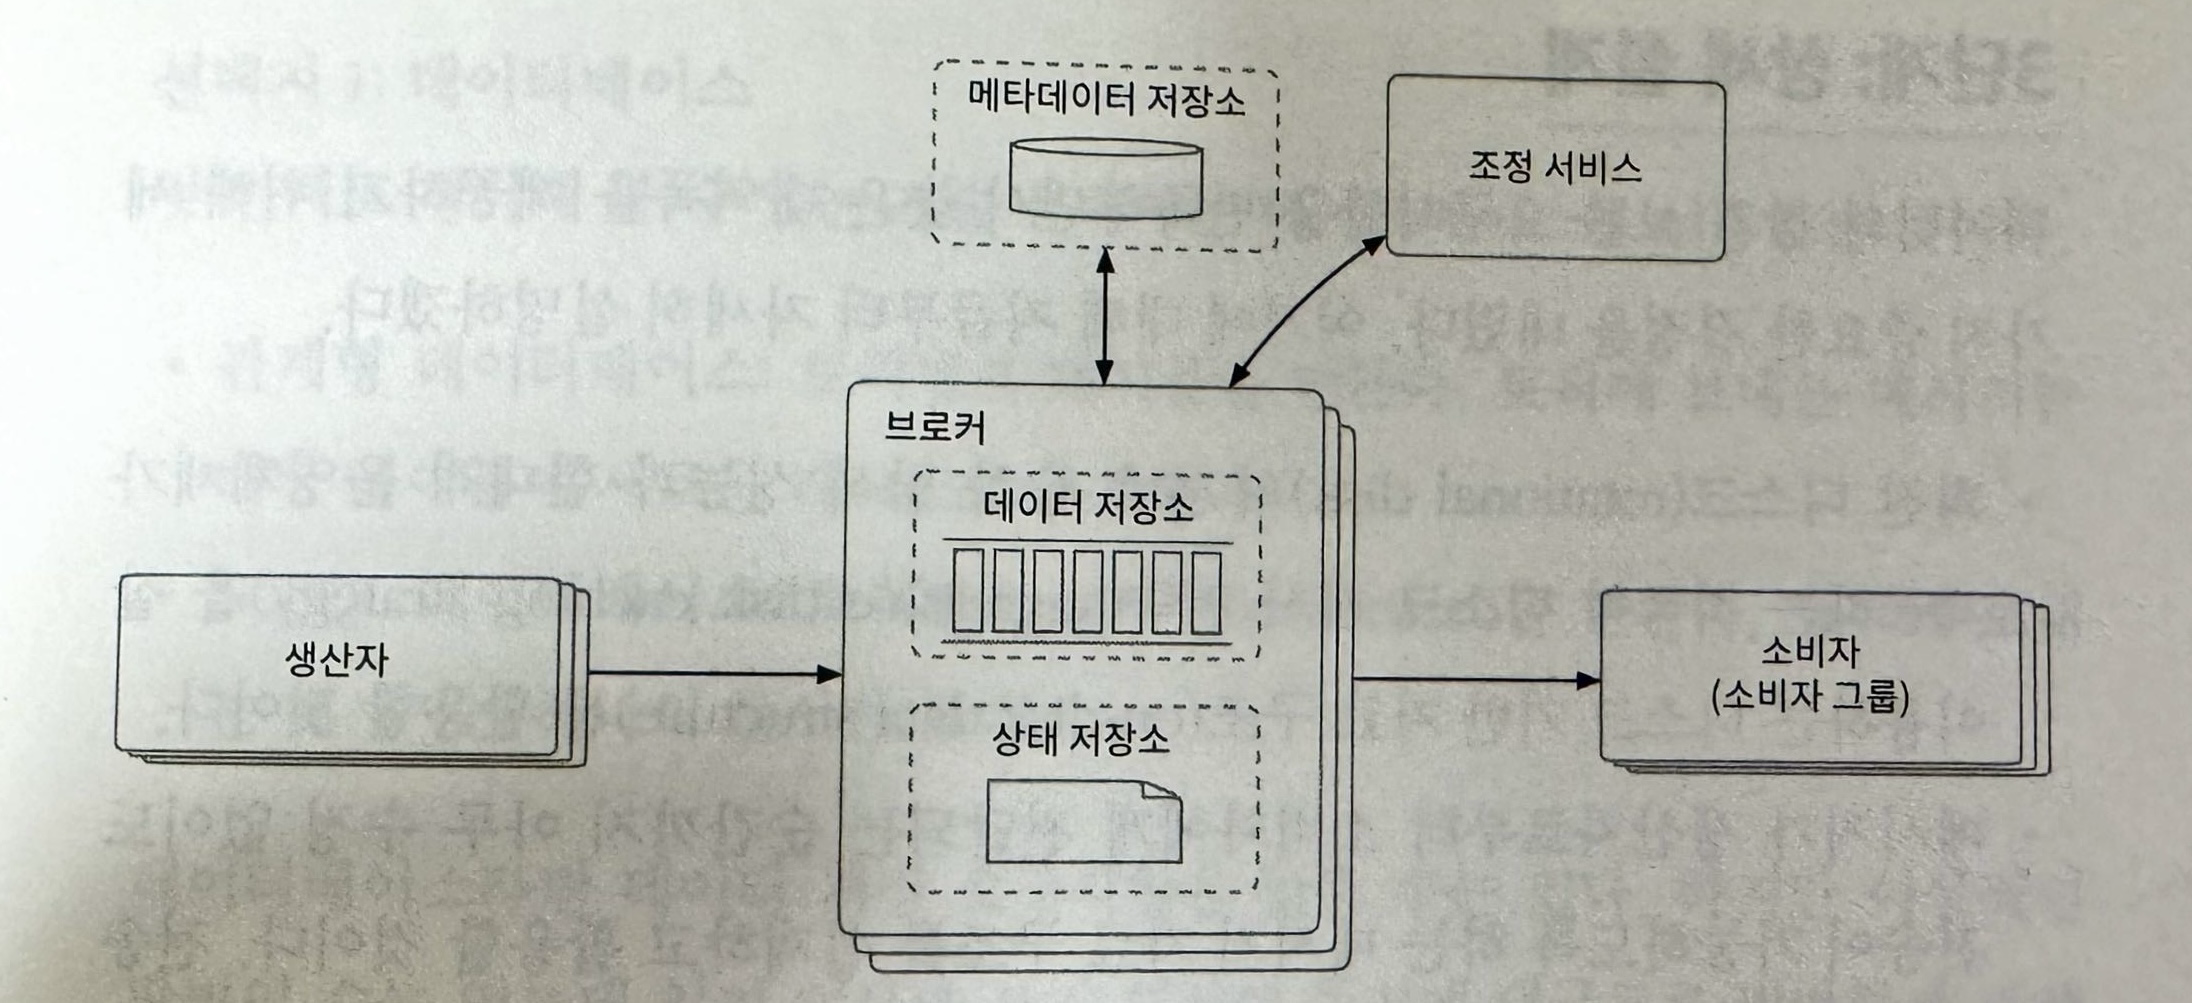 메타데이터 저장소
조정 서비스
브로커
데이터 저장소
생산자
소비자
(소비자 그룹)
상태 저장소